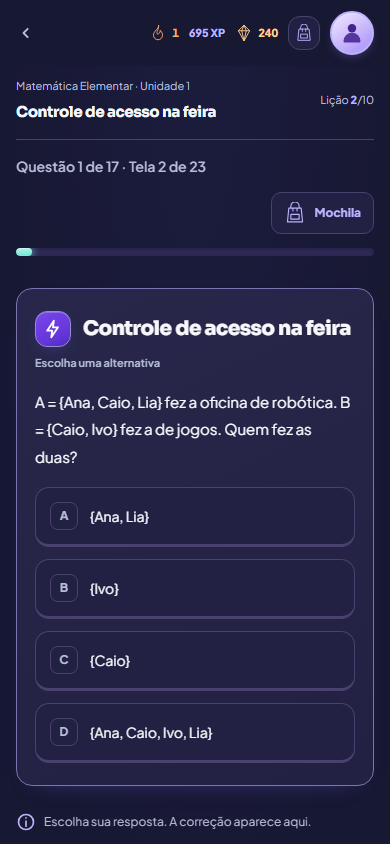 1 695 XP 240
Matemática Elementar · Unidade 1
Controle de acesso na feira
Lição 2/10
Questão 1 de 17 · Tela 2 de 23
Mochila
Controle de acesso na feira
Escolha uma alternativa
A = {Ana, Caio, Lia} fez a oficina de robótica. B
= {Caio, Ivo} fez a de jogos. Quem fez as
duas?
A {Ana, Lia}
B {Ivo}
C {Caio}
D {Ana, Caio, Ivo, Lia}
Escolha sua resposta. A correção aparece aqui.